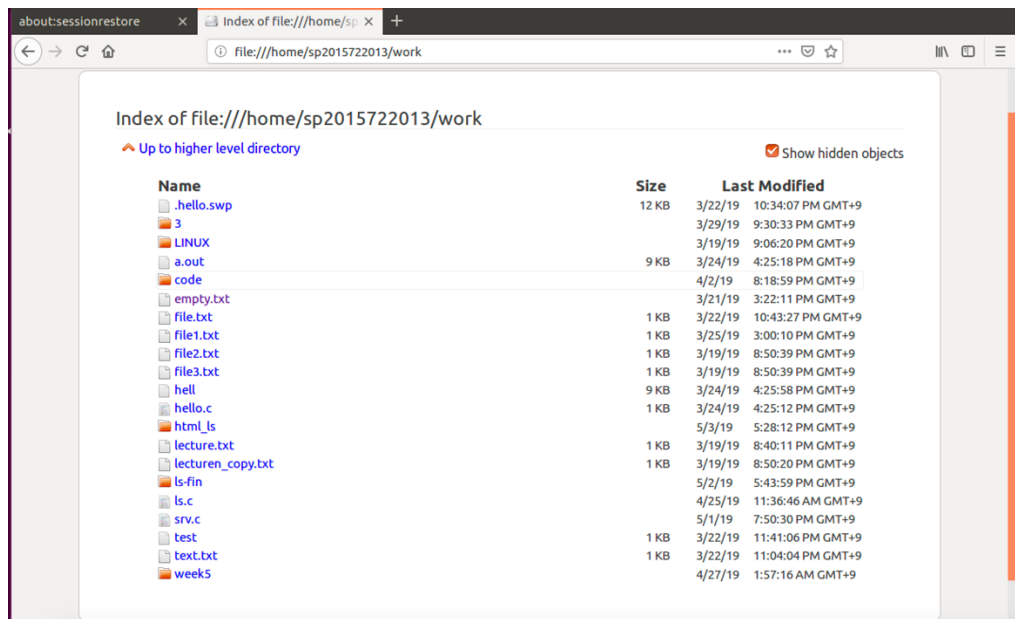 about:sessionrestore × Index of file:///home/sp × +
file:///home/sp2015722013/work
Index of file:///home/sp2015722013/work
Up to higher level directory Show hidden objects
Name Size Last Modified
.hello.swp 12 KB 3/22/19 10:34:07 PM GMT+9
3 3/29/19 9:30:33 PM GMT+9
LINUX 3/19/19 9:06:20 PM GMT+9
a.out 9 KB 3/24/19 4:25:18 PM GMT+9
code 4/2/19 8:18:59 PM GMT+9
empty.txt 3/21/19 3:22:11 PM GMT+9
file.txt 1 KB 3/22/19 10:43:27 PM GMT+9
file1.txt 1 KB 3/25/19 3:00:10 PM GMT+9
file2.txt 1 KB 3/19/19 8:50:39 PM GMT+9
file3.txt 1 KB 3/19/19 8:50:39 PM GMT+9
hell 9 KB 3/24/19 4:25:58 PM GMT+9
hello.c 1 KB 3/24/19 4:25:12 PM GMT+9
html_ls 5/3/19 5:28:12 PM GMT+9
lecture.txt 1 KB 3/19/19 8:40:11 PM GMT+9
lecturen_copy.txt 1 KB 3/19/19 8:50:20 PM GMT+9
ls-fin 5/2/19 5:43:59 PM GMT+9
ls.c 4/25/19 11:36:46 AM GMT+9
srv.c 5/1/19 7:50:30 PM GMT+9
test 1 KB 3/22/19 11:41:06 PM GMT+9
text.txt 1 KB 3/22/19 11:04:04 PM GMT+9
week5 4/27/19 1:57:16 AM GMT+9